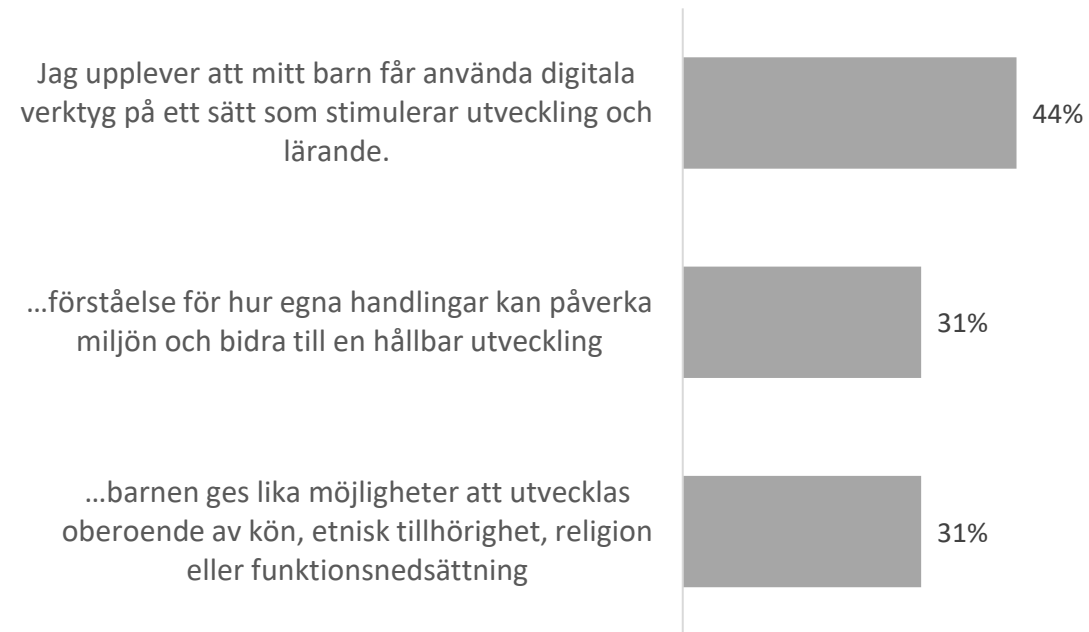 Jag upplever att mitt barn får använda digitala
verktyg på ett sätt som stimulerar utveckling och
lärande.
44%
…förståelse för hur egna handlingar kan påverka
miljön och bidra till en hållbar utveckling
31%
…barnen ges lika möjligheter att utvecklas
oberoende av kön, etnisk tillhörighet, religion
eller funktionsnedsättning
31%